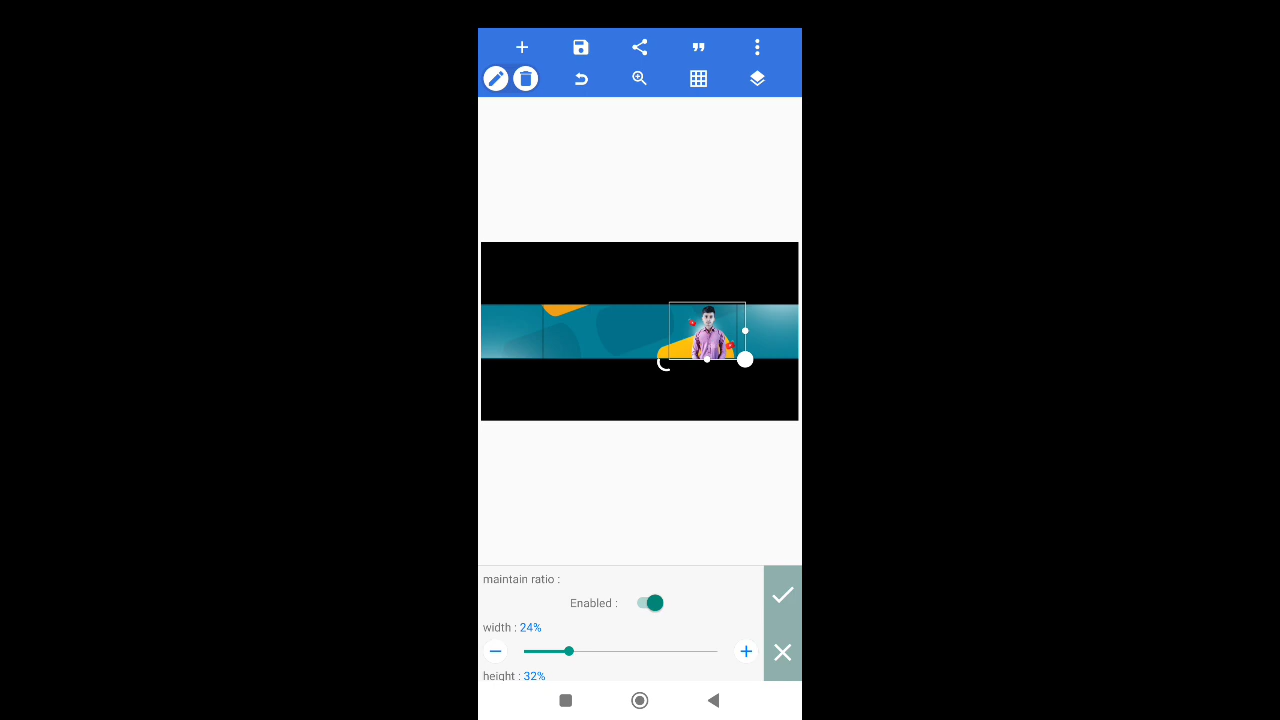 maintain ratio :
Enabled :
width : 24%
height : 32%